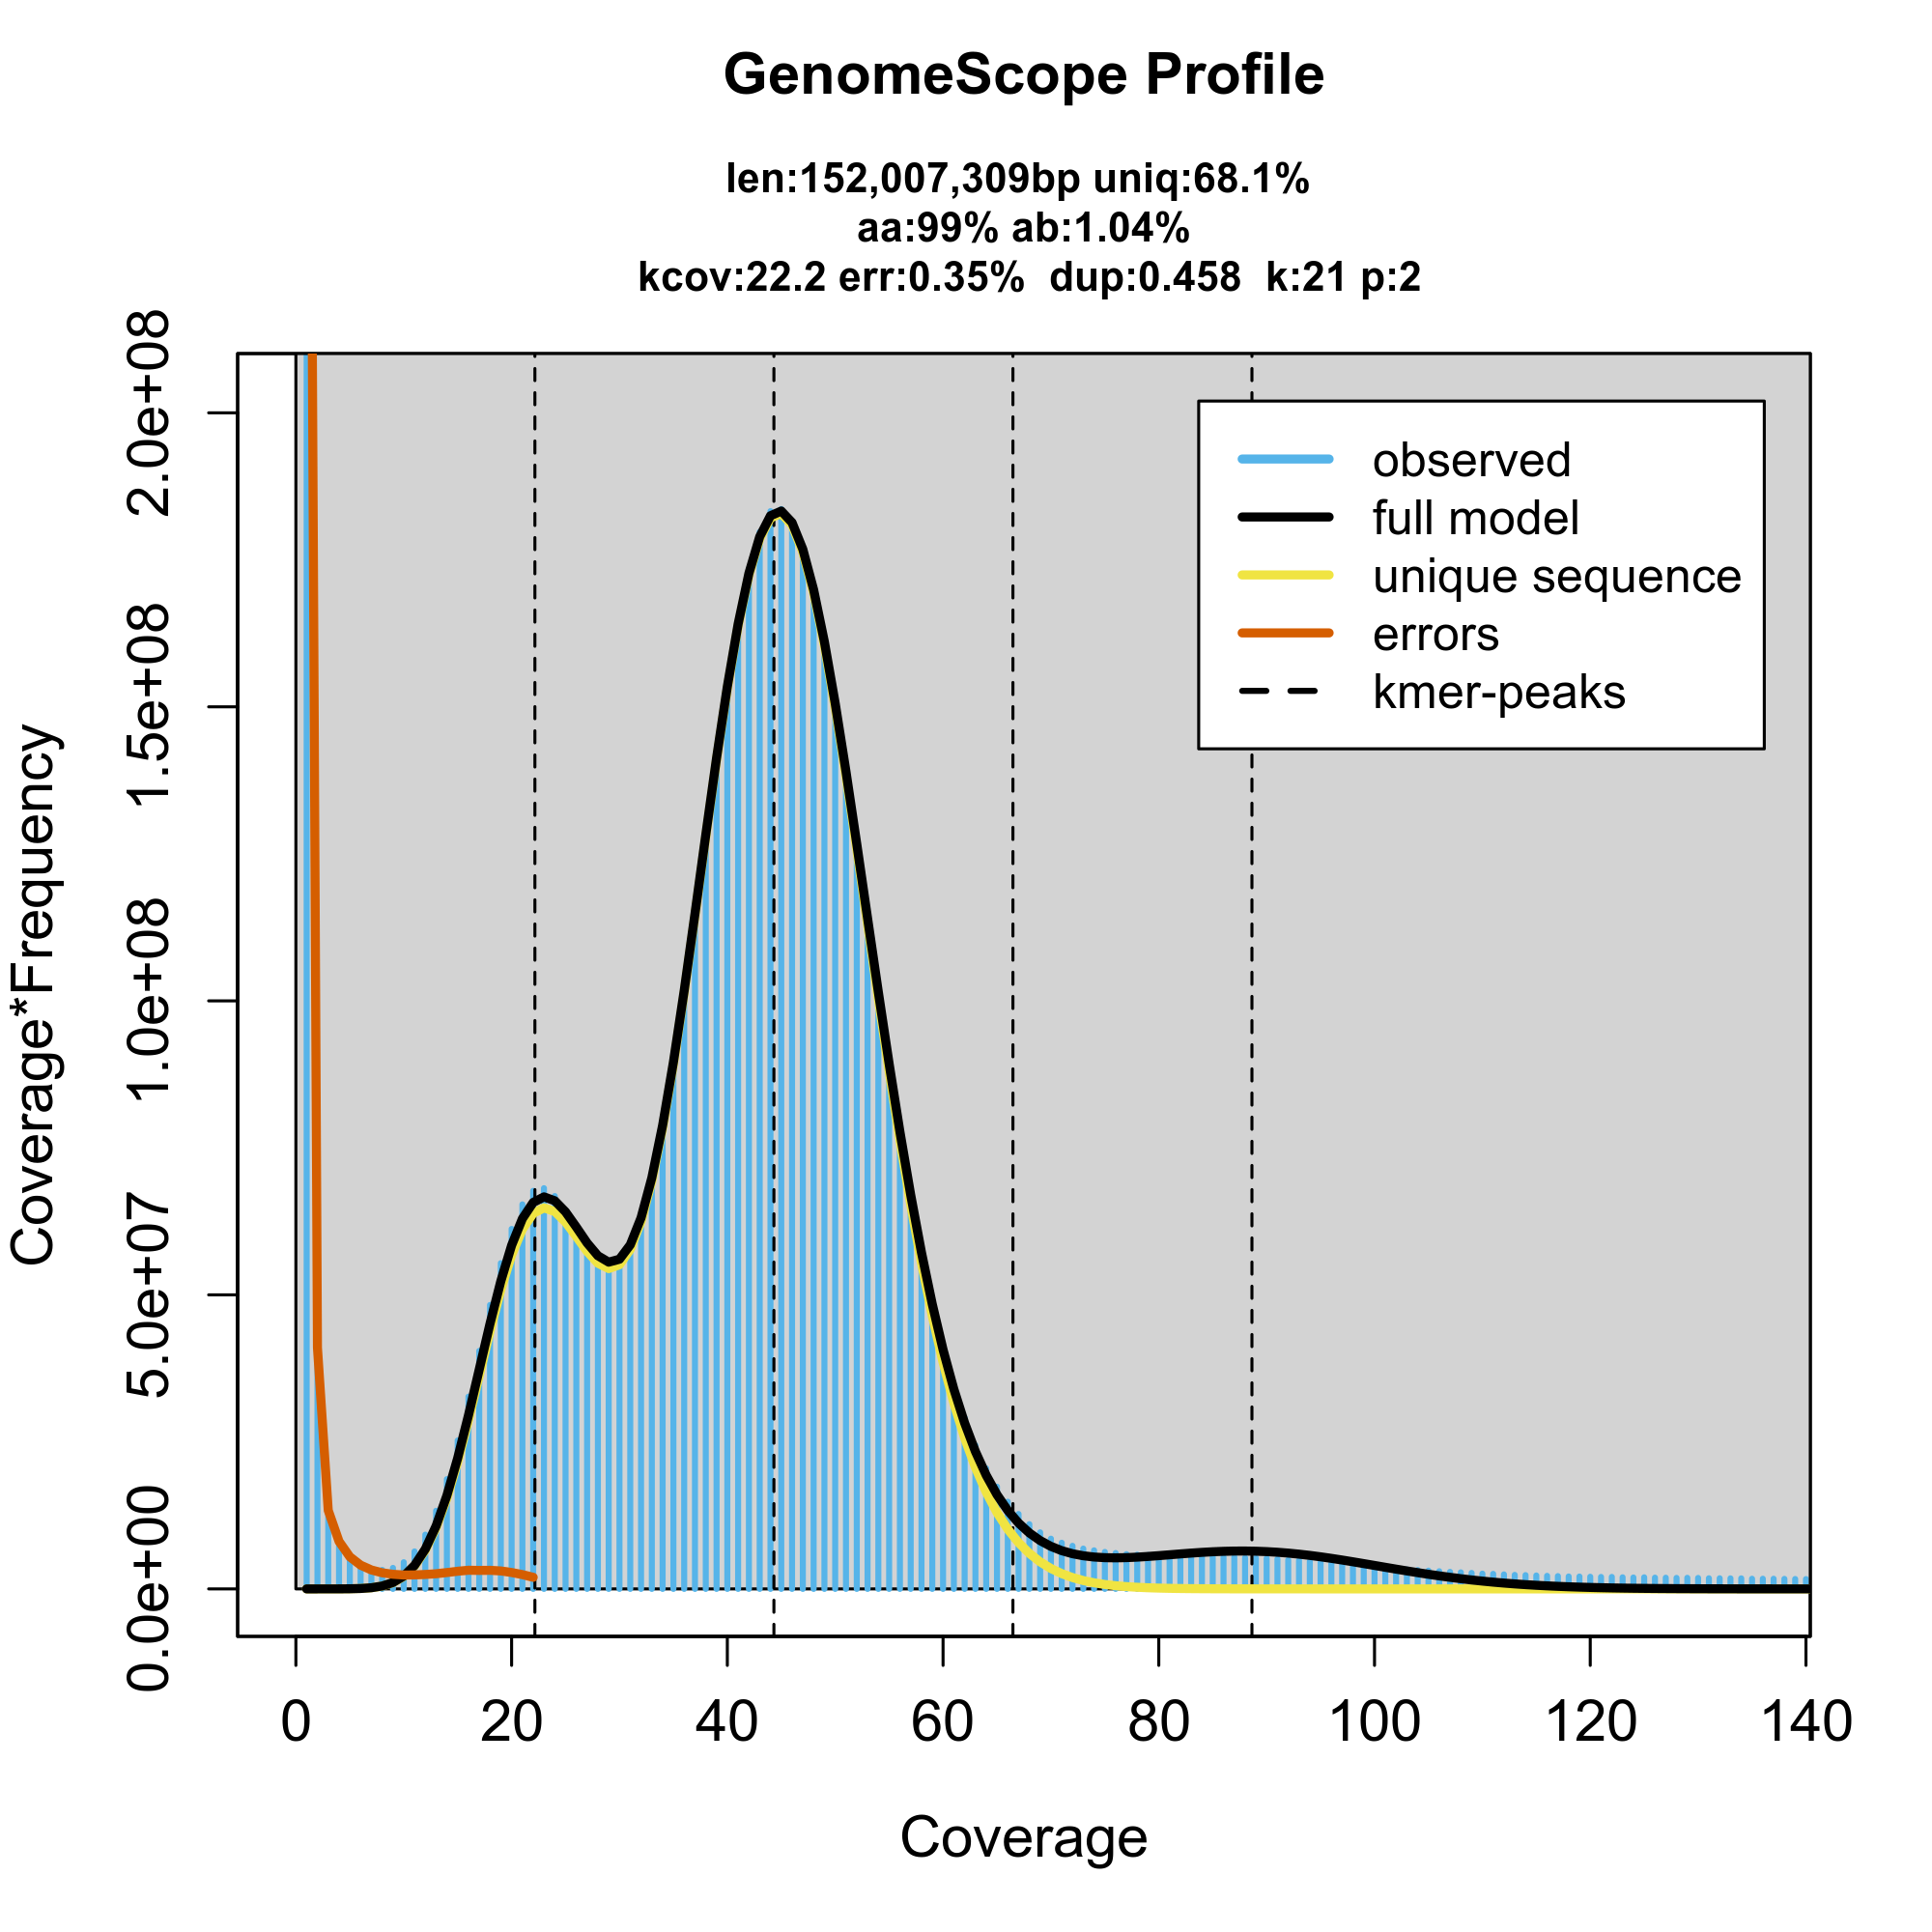 GenomeScope Profile
len:152,007,309bp uniq:68.1%
aa:99% ab:1.04%
kcov:22.2 err:0.35%  dup:0.458  k:21 p:2
observed
full model
unique sequence
errors
kmer-peaks
Coverage*Frequency
2.0e+08
1.5e+08
1.0e+08
5.0e+07
0.0e+00
0 20 40 60 80 100 120 140
Coverage